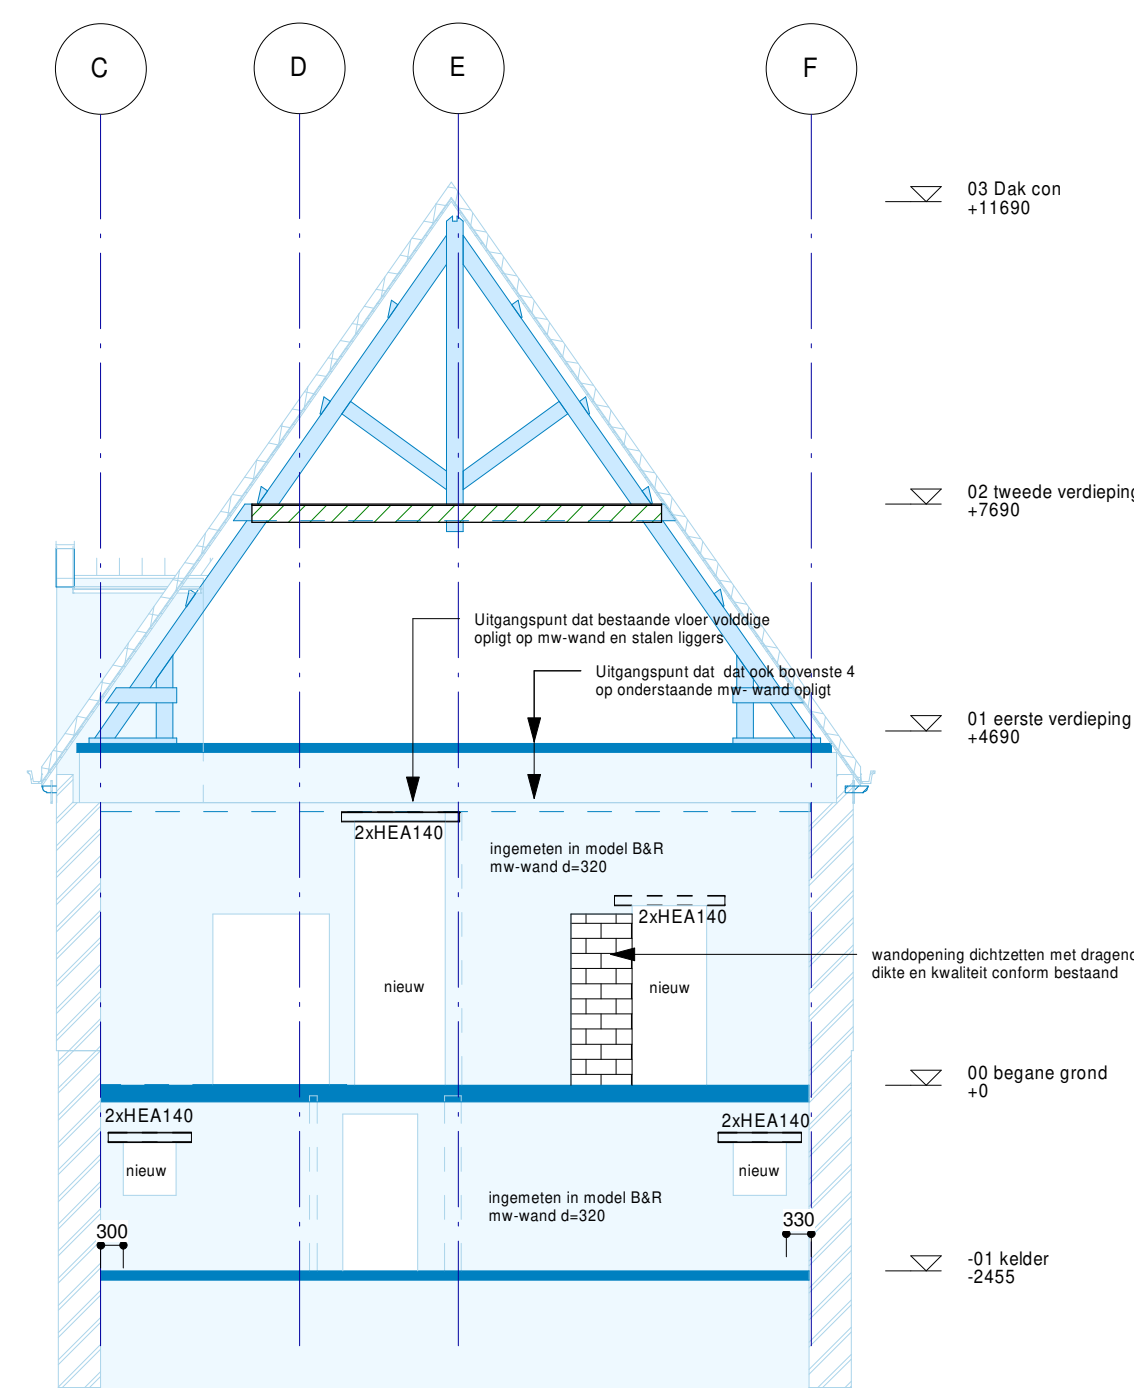 C
D
E
F
03 Dak con
+11690
02 tweede verdieping
+7690
Uitgangspunt dat bestaande vloer volddige
opligt op mw-wand en stalen liggers
Uitgangspunt dat dat ook bovenste 4
op onderstaande mw- wand opligt
01 eerste verdieping
+4690
2xHEA140
ingemeten in model B&R
mw-wand d=320
2xHEA140
wandopening dichtzetten met
dikte en kwaliteit conform bestaand
nieuw
nieuw
00 begane grond
+0
2xHEA140
2xHEA140
nieuw
nieuw
ingemeten in model B&R
mw-wand d=320
300
330
-01 kelder
-2455